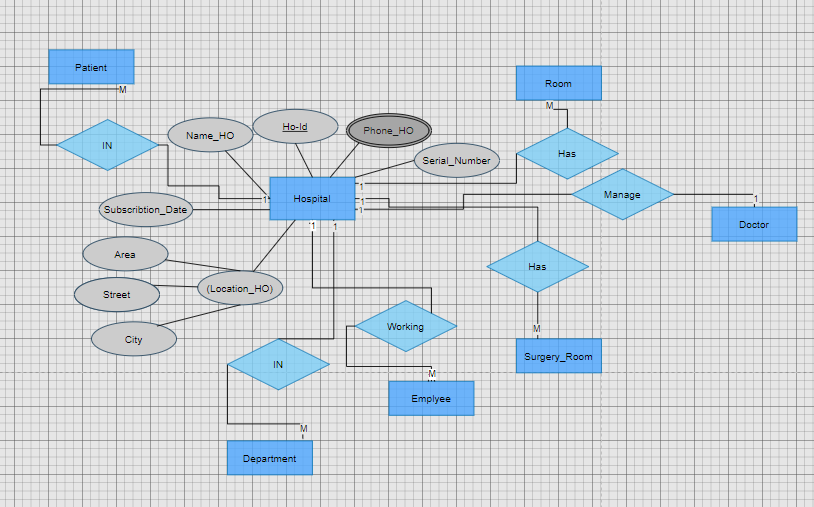 Patient
M
IN
Name_HO
Ho-Id
Phone_HO
Serial_Number
Room
M
Has
Manage
1
Doctor
Hospital
1
1
1
1
1
1
Subscribtion_Date
Area
Street
City
(Location_HO)
Has
M
Surgery_Room
Working
M
Emplyee
IN
M
Department